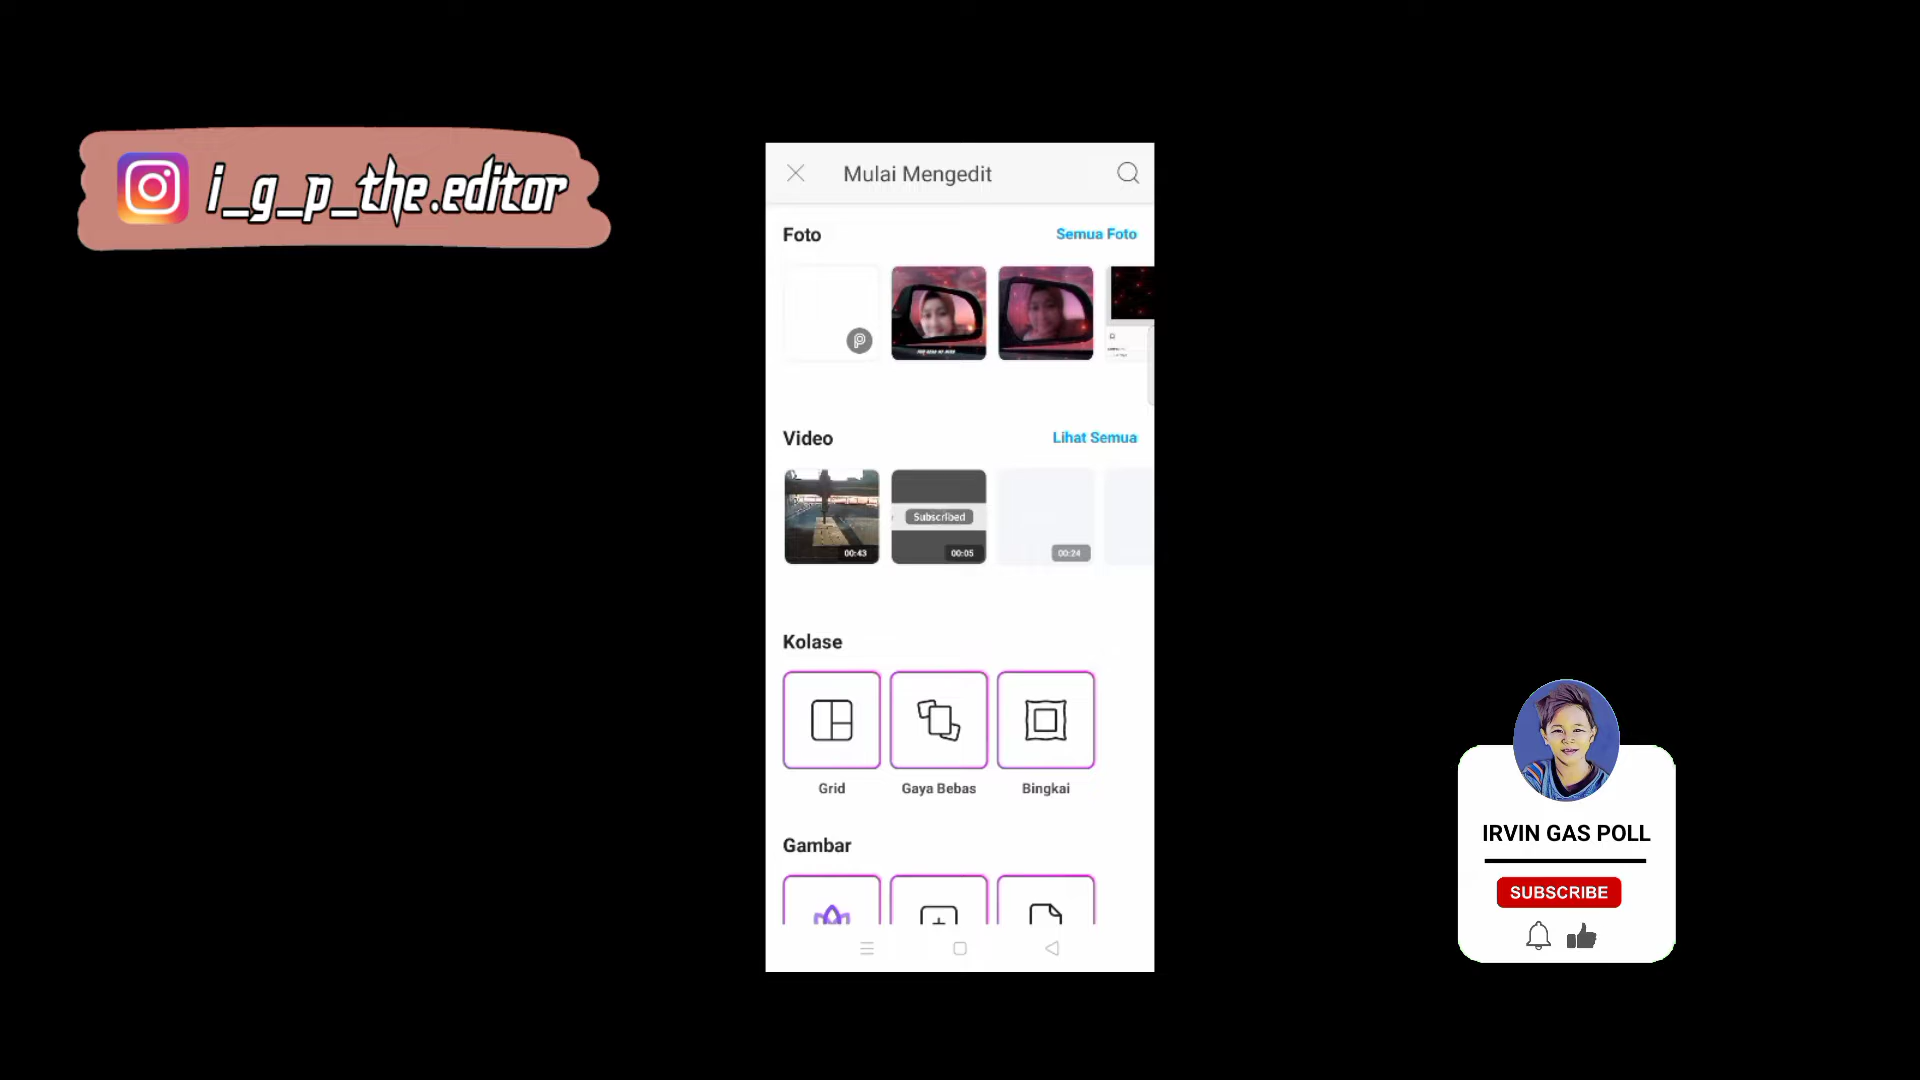 i_g_p_the.editor
Mulai Mengedit
Foto
Semua Foto
Video
Lihat Semua
Subscribed
00:43
00:05
00:24
Kolase
Grid
Gaya Bebas
Bingkai
Gambar
IRVIN GAS POLL
SUBSCRIBE